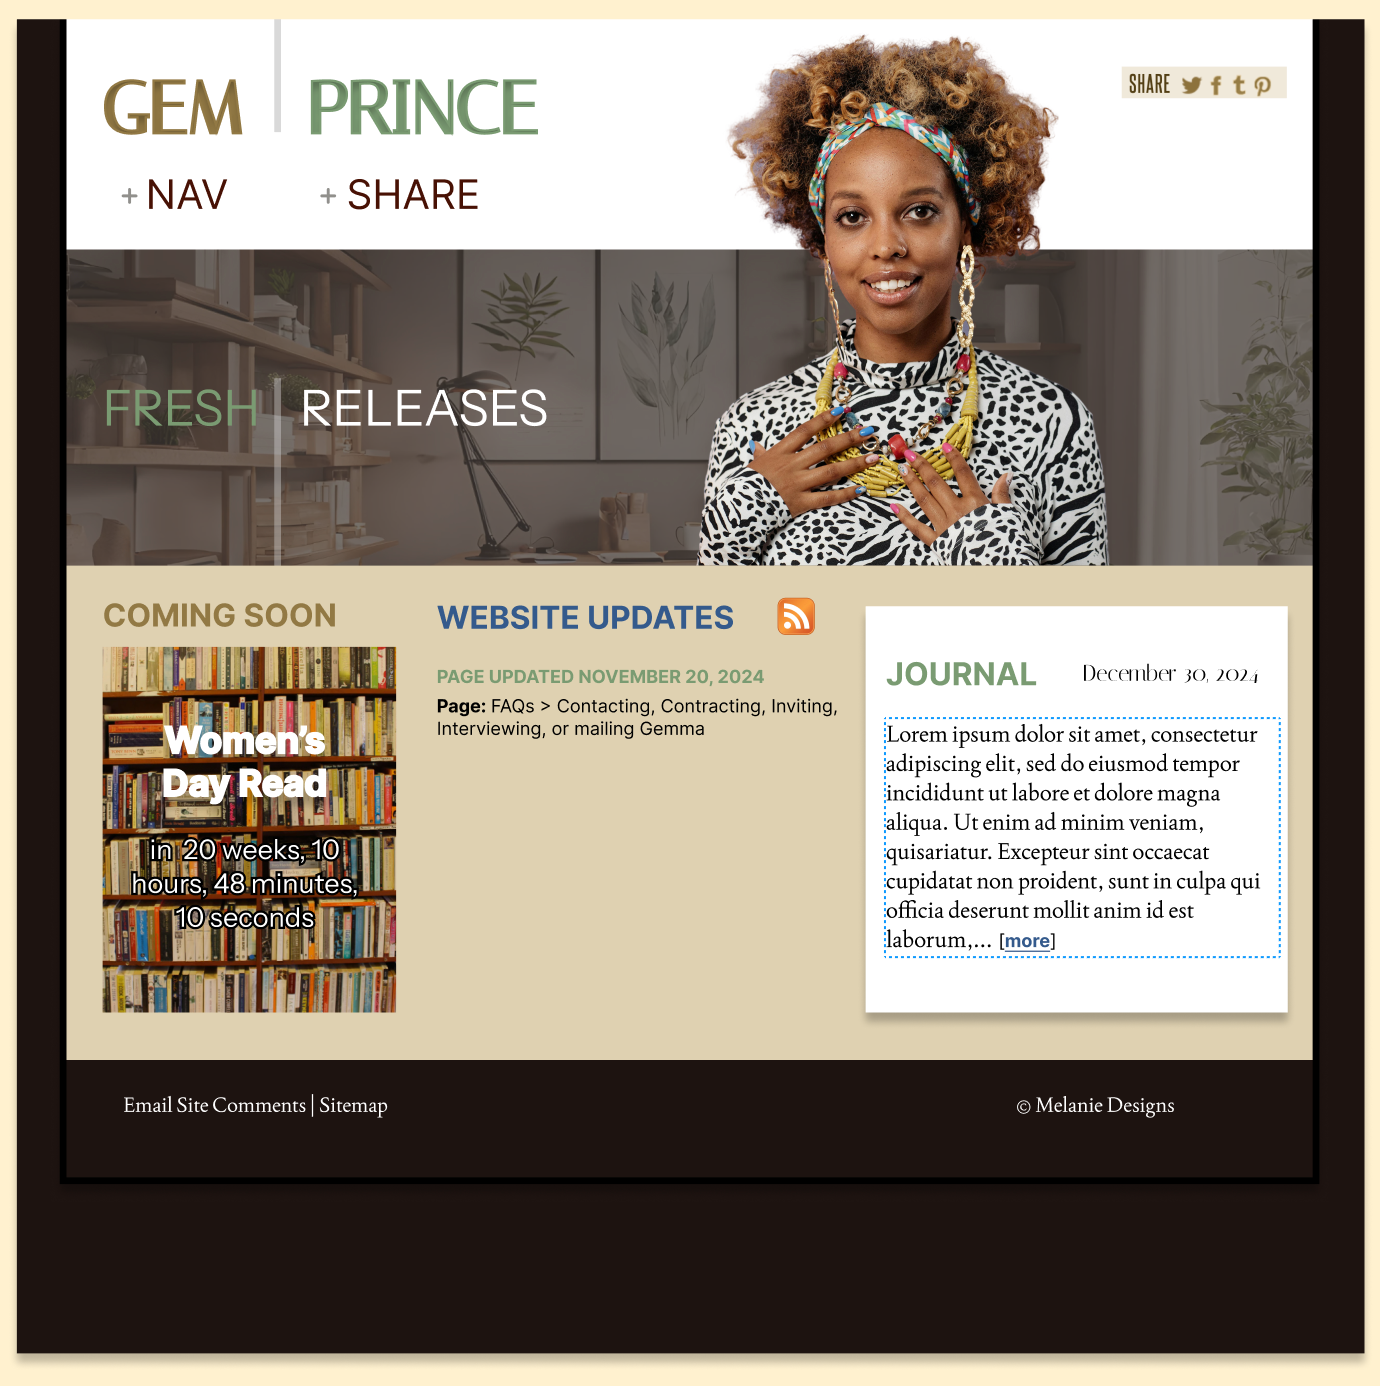 GEM PRINCE
SHARE
+ NAV + SHARE
FRESH RELEASES
COMING SOON
Women's
Day Read
in 20 weeks, 10
hours, 48 minutes,
10 seconds
WEBSITE UPDATES
PAGE UPDATED NOVEMBER 20, 2024
Page: FAQs > Contacting, Contracting, Inviting,
Interviewing, or mailing Gemma
JOURNAL December 30, 2024
Lorem ipsum dolor sit amet, consectetur
adipiscing elit, sed do eiusmod tempor
incididunt ut labore et dolore magna
aliqua. Ut enim ad minim veniam,
quisariatur. Excepteur sint occaecat
cupidatat non proident, sunt in culpa qui
officia deserunt mollit anim id est
laborum,... [more]
Email Site Comments | Sitemap
© Melanie Designs